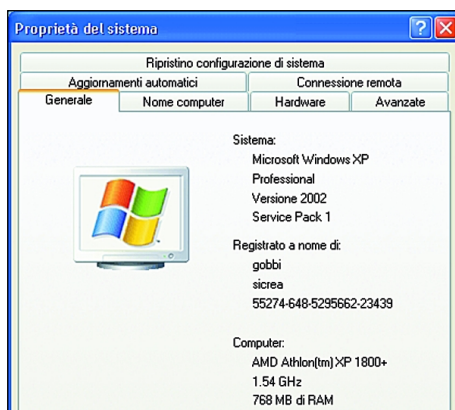 Proprietà del sistema
Ripristino configurazione di sistema
Aggiornamenti automatici
Connessione remota
Generale
Nome computer
Hardware
Avanzate
Sistema:
Microsoft Windows XP
Professional
Versione 2002
Service Pack 1
Registrato a nome di:
gobbi
sicrea
55274-648-5295662-23439
Computer:
AMD Athlon(tm) XP 1800+
1.54 GHz
768 MB di RAM